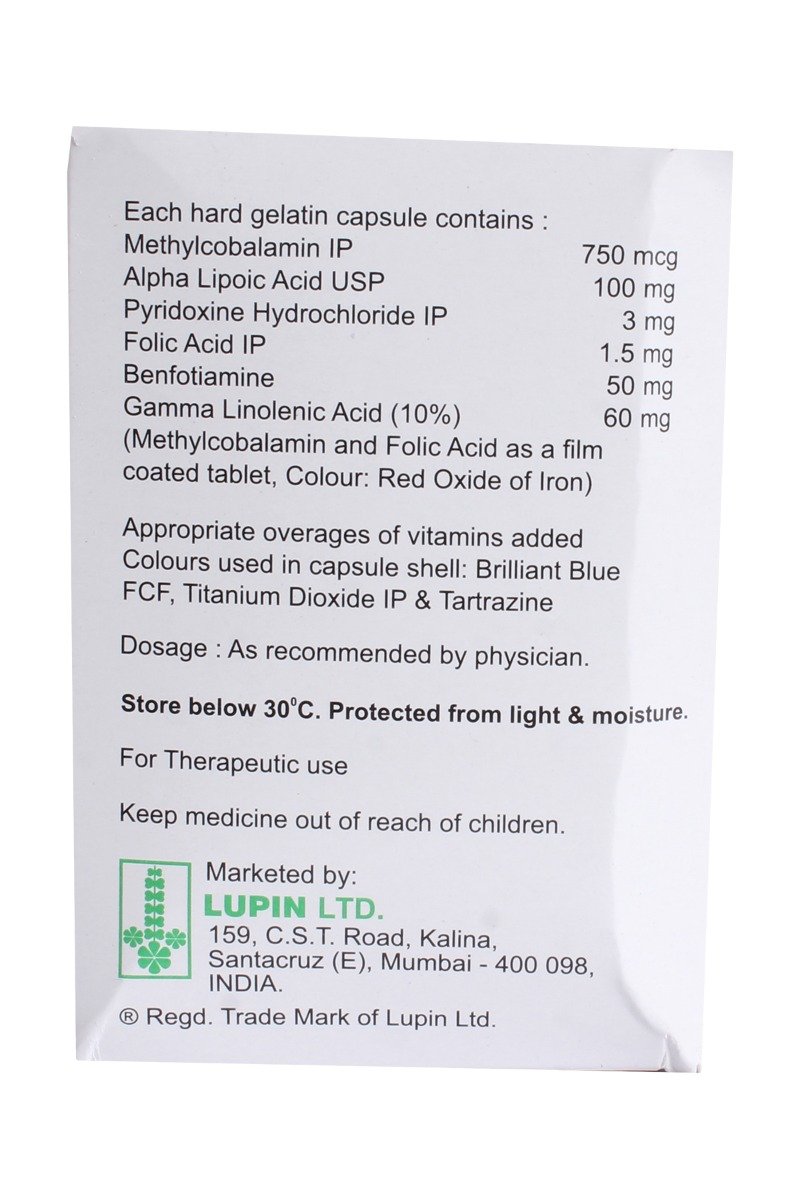 Each hard gelatin capsule contains :
Methylcobalamin IP 750 mcg
Alpha Lipoic Acid USP 100 mg
Pyridoxine Hydrochloride IP 3 mg
Folic Acid IP 1.5 mg
Benfotiamine 50 mg
Gamma Linolenic Acid (10%) 60 mg
(Methylcobalamin and Folic Acid as a film
coated tablet, Colour: Red Oxide of Iron)
Appropriate overages of vitamins added
Colours used in capsule shell: Brilliant Blue
FCF, Titanium Dioxide IP & Tartrazine
Dosage : As recommended by physician.
Store below 30⁰C. Protected from light & moisture.
For Therapeutic use
Keep medicine out of reach of children.
Marketed by:
LUPIN LTD.
159, C.S.T. Road, Kalina,
Santacruz (E), Mumbai - 400 098,
INDIA.
® Regd. Trade Mark of Lupin Ltd.